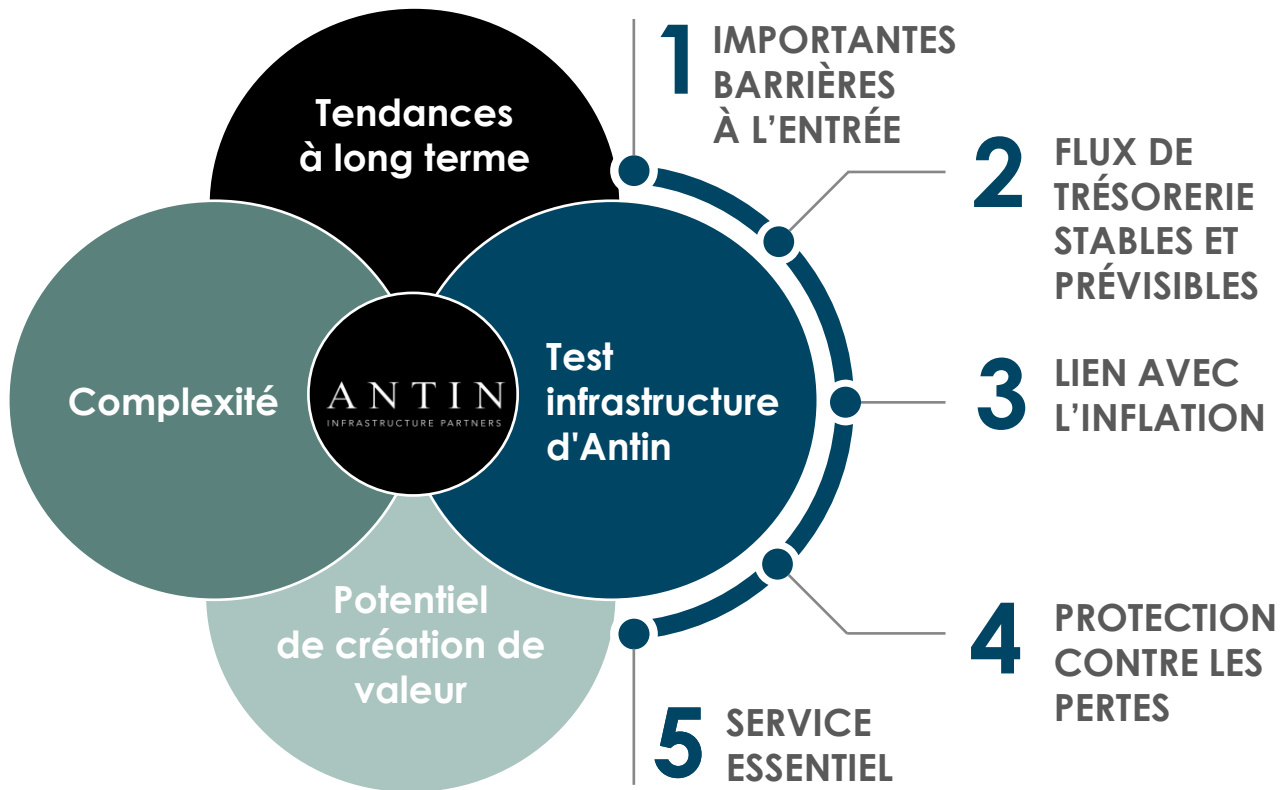 Tendances
à long terme
Complexité
ANTIN
INFRASTRUCTURE PARTNERS
Test
infrastructure
d'Antin
Potentiel
de création de
valeur
1
IMPORTANTES
BARRIÈRES
À L’ENTRÉE
2
FLUX DE
TRÉSORERIE
STABLES ET
PRÉVISIBLES
3
LIEN AVEC
L’INFLATION
4
PROTECTION
CONTRE LES
PERTES
5
SERVICE
ESSENTIEL